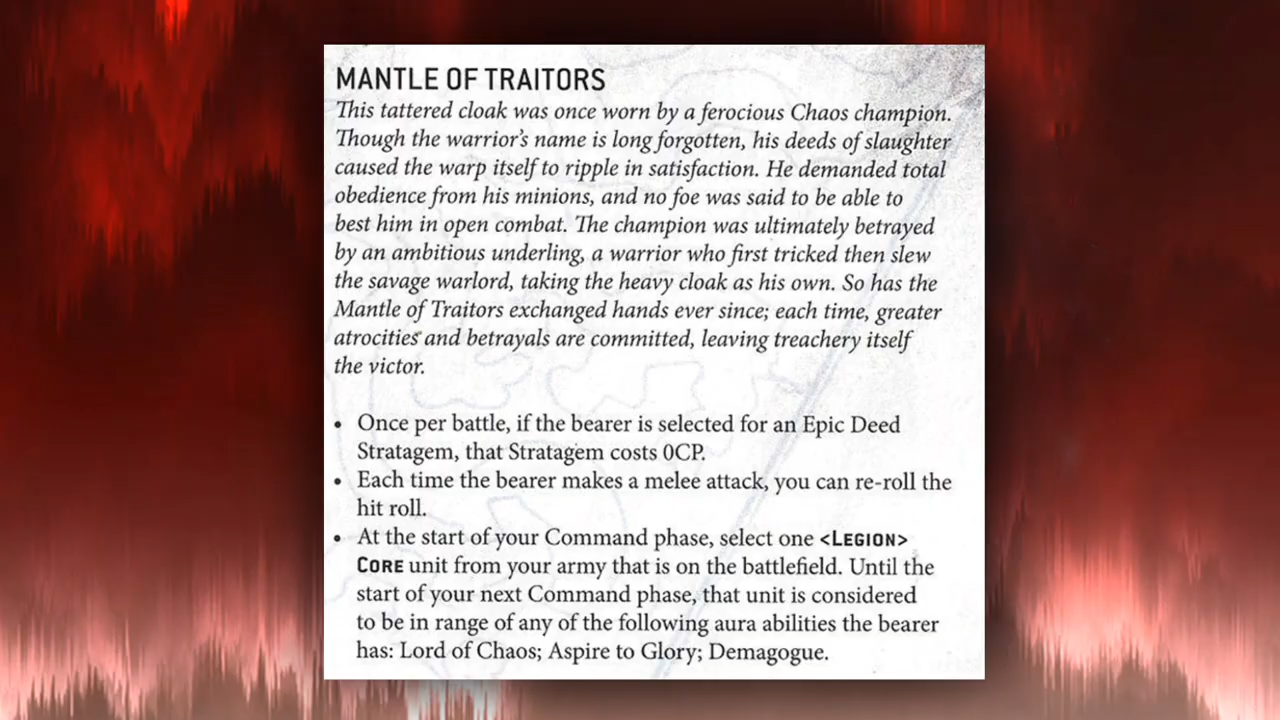 MANTLE OF TRAITORS
This tattered cloak was once worn by a ferocious Chaos champion.
Though the warrior's name is long forgotten, his deeds of slaughter
caused the warp itself to ripple in satisfaction. He demanded total
obedience from his minions, and no foe was said to be able to
best him in open combat. The champion was ultimately betrayed
by an ambitious underling, a warrior who first tricked then slew
the savage warlord, taking the heavy cloak as his own. So has the
Mantle of Traitors exchanged hands ever since; each time, greater
atrocities and betrayals are committed, leaving treachery itself
the victor.
• Once per battle, if the bearer is selected for an Epic Deed
Stratagem, that Stratagem costs 0CP.
• Each time the bearer makes a melee attack, you can re-roll the
hit roll.
• At the start of your Command phase, select one <LEGION>
CORE unit from your army that is on the battlefield. Until the
start of your next Command phase, that unit is considered
to be in range of any of the following aura abilities the bearer
has: Lord of Chaos; Aspire to Glory; Demagogue.